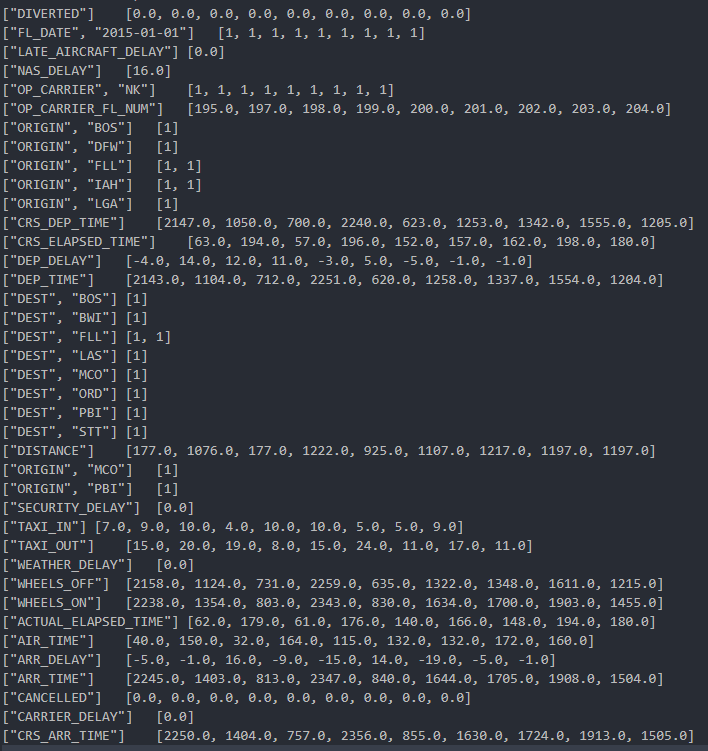 ["DIVERTED"] [0.0, 0.0, 0.0, 0.0, 0.0, 0.0, 0.0, 0.0, 0.0]
["FL_DATE", "2015-01-01"] [1, 1, 1, 1, 1, 1, 1, 1, 1]
["LATE_AIRCRAFT_DELAY"] [0.0]
["NAS_DELAY"] [16.0]
["OP_CARRIER", "NK"] [1, 1, 1, 1, 1, 1, 1, 1, 1]
["OP_CARRIER_FL_NUM"] [195.0, 197.0, 198.0, 199.0, 200.0, 201.0, 202.0, 203.0, 204.0]
["ORIGIN", "BOS"] [1]
["ORIGIN", "DFW"] [1]
["ORIGIN", "FLL"] [1, 1]
["ORIGIN", "IAH"] [1, 1]
["ORIGIN", "LGA"] [1]
["CRS_DEP_TIME"] [2147.0, 1050.0, 700.0, 2240.0, 623.0, 1253.0, 1342.0, 1555.0, 1205.0]
["CRS_ELAPSED_TIME"] [63.0, 194.0, 57.0, 196.0, 152.0, 157.0, 162.0, 198.0, 180.0]
["DEP_DELAY"] [-4.0, 14.0, 12.0, 11.0, -3.0, 5.0, -5.0, -1.0, -1.0]
["DEP_TIME"] [2143.0, 1104.0, 712.0, 2251.0, 620.0, 1258.0, 1337.0, 1554.0, 1204.0]
["DEST", "BOS"] [1]
["DEST", "BWI"] [1]
["DEST", "FLL"] [1, 1]
["DEST", "LAS"] [1]
["DEST", "MCO"] [1]
["DEST", "ORD"] [1]
["DEST", "PBI"] [1]
["DEST", "STT"] [1]
["DISTANCE"] [177.0, 1076.0, 177.0, 1222.0, 925.0, 1107.0, 1217.0, 1197.0, 1197.0]
["ORIGIN", "MCO"] [1]
["ORIGIN", "PBI"] [1]
["SECURITY_DELAY"] [0.0]
["TAXI_IN"] [7.0, 9.0, 10.0, 4.0, 10.0, 10.0, 5.0, 5.0, 9.0]
["TAXI_OUT"] [15.0, 20.0, 19.0, 8.0, 15.0, 24.0, 11.0, 17.0, 11.0]
["WEATHER_DELAY"] [0.0]
["WHEELS_OFF"] [2158.0, 1124.0, 731.0, 2259.0, 635.0, 1322.0, 1348.0, 1611.0, 1215.0]
["WHEELS_ON"] [2238.0, 1354.0, 803.0, 2343.0, 830.0, 1634.0, 1700.0, 1903.0, 1455.0]
["ACTUAL_ELAPSED_TIME"] [62.0, 179.0, 61.0, 176.0, 140.0, 166.0, 148.0, 194.0, 180.0]
["AIR_TIME"] [40.0, 150.0, 32.0, 164.0, 115.0, 132.0, 132.0, 172.0, 160.0]
["ARR_DELAY"] [-5.0, -1.0, 16.0, -9.0, -15.0, 14.0, -19.0, -5.0, -1.0]
["ARR_TIME"] [2245.0, 1403.0, 813.0, 2347.0, 840.0, 1644.0, 1705.0, 1908.0, 1504.0]
["CANCELLED"] [0.0, 0.0, 0.0, 0.0, 0.0, 0.0, 0.0, 0.0, 0.0]
["CARRIER_DELAY"] [0.0]
["CRS_ARR_TIME"] [2250.0, 1404.0, 757.0, 2356.0, 855.0, 1630.0, 1724.0, 1913.0, 1505.0]